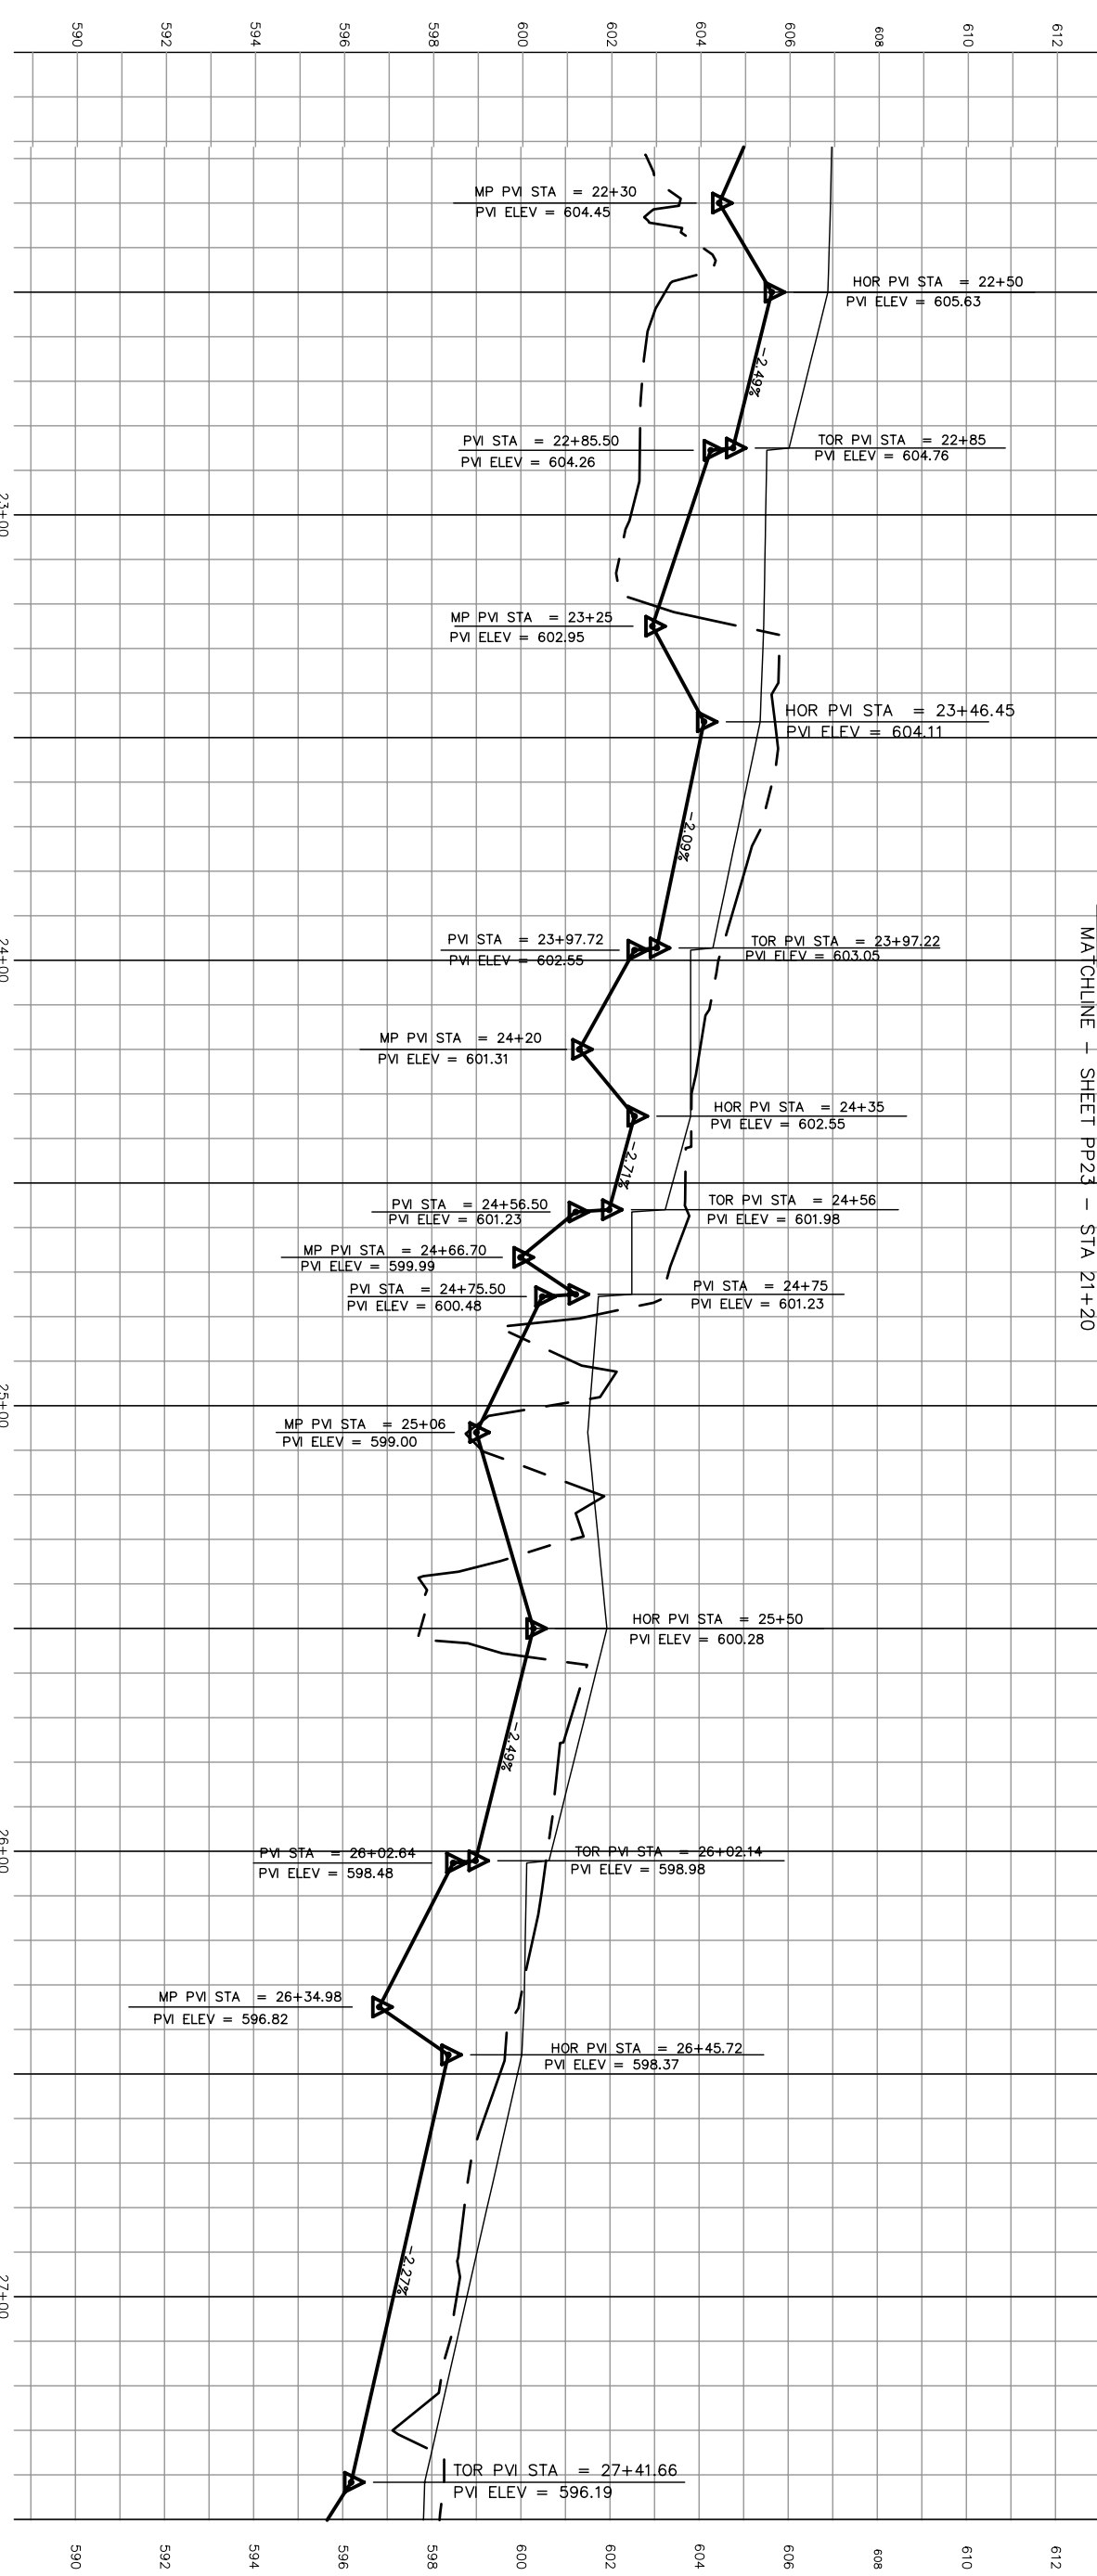 590 592 594 596 598 600 602 604 606 608 610 612
MP PVI STA = 22+30
PVI ELEV = 604.45
HOR PVI STA = 22+50
PVI ELEV = 605.63
-2.49%
PVI STA = 22+85.50
PVI ELEV = 604.26
TOR PVI STA = 22+85
PVI ELEV = 604.76
23+00
MP PVI STA = 23+25
PVI ELEV = 602.95
HOR PVI STA = 23+46.45
PVI ELEV = 604.11
-2.09%
PVI STA = 23+97.72
PVI ELEV = 602.55
TOR PVI STA = 23+97.22
PVI ELEV = 603.05
24+00
MATCHLINE - SHEET PP23 - STA 21+20
MP PVI STA = 24+20
PVI ELEV = 601.31
HOR PVI STA = 24+35
PVI ELEV = 602.55
-2.71%
PVI STA = 24+56.50
PVI ELEV = 601.23
TOR PVI STA = 24+56
PVI ELEV = 601.98
MP PVI STA = 24+66.70
PVI ELEV = 599.99
PVI STA = 24+75.50
PVI ELEV = 600.48
PVI STA = 24+75
PVI ELEV = 601.23
25+00
MP PVI STA = 25+06
PVI ELEV = 599.00
HOR PVI STA = 25+50
PVI ELEV = 600.28
-2.49%
26+00
PVI STA = 26+02.64
PVI ELEV = 598.48
TOR PVI STA = 26+02.14
PVI ELEV = 598.98
MP PVI STA = 26+34.98
PVI ELEV = 596.82
HOR PVI STA = 26+45.72
PVI ELEV = 598.37
-2.27%
27+00
TOR PVI STA = 27+41.66
PVI ELEV = 596.19
590 592 594 596 598 600 602 604 606 608 610 612